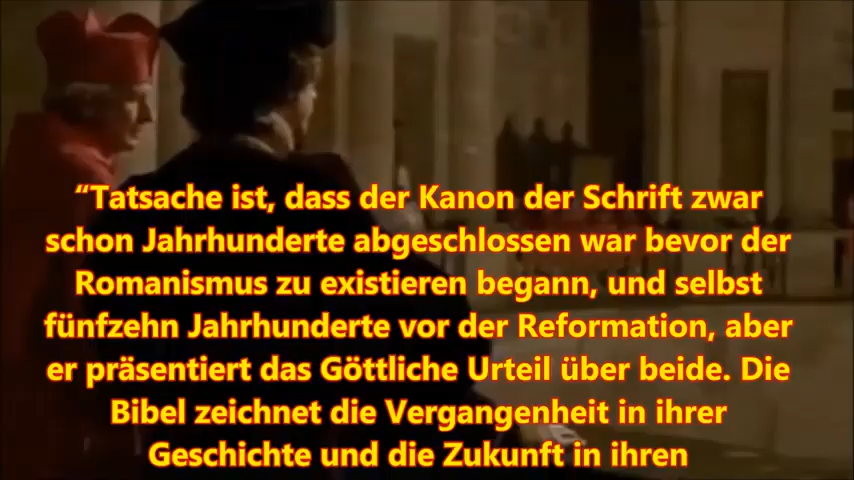 “Tatsache ist, dass der Kanon der Schrift zwar
schon Jahrhunderte abgeschlossen war bevor der
Romanismus zu existieren begann, und selbst
fünfzehn Jahrhunderte vor der Reformation, aber
er präsentiert das Göttliche Urteil über beide. Die
Bibel zeichnet die Vergangenheit in ihrer
Geschichte und die Zukunft in ihren